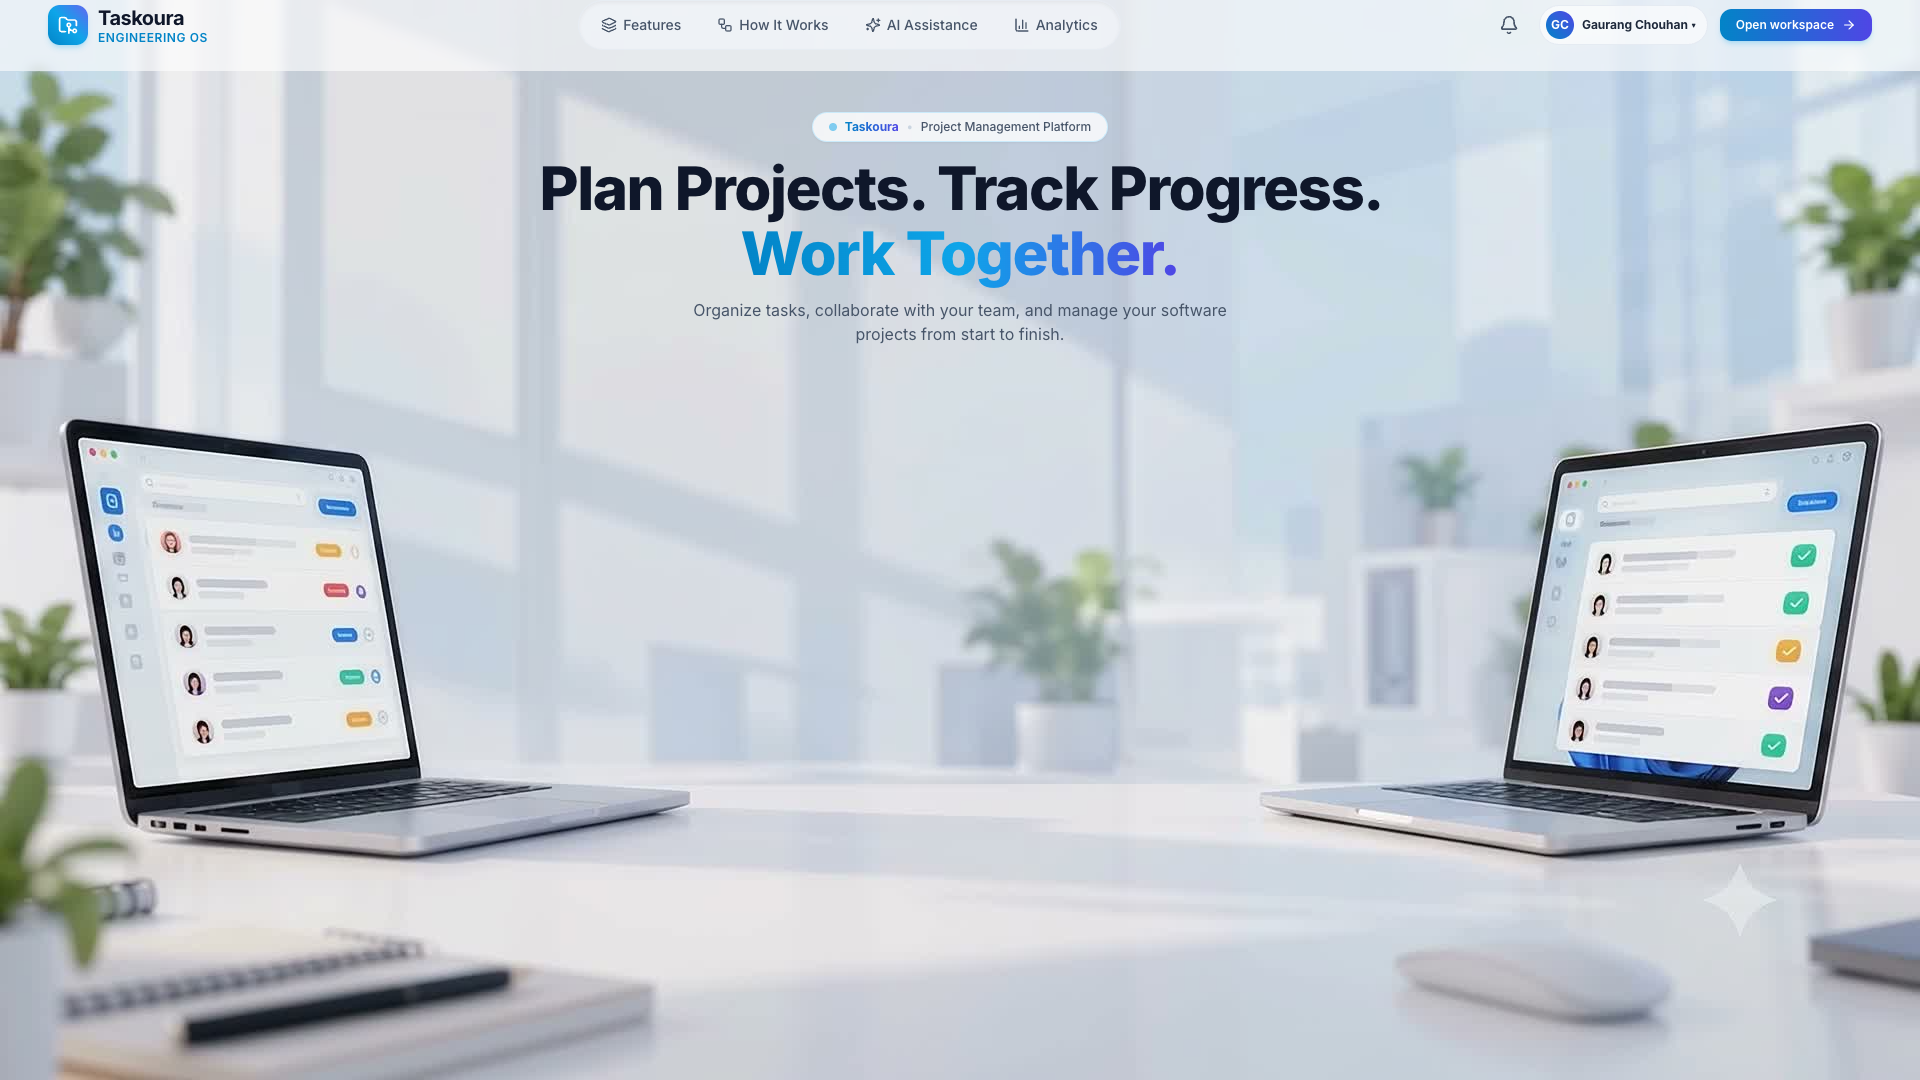 Taskoura
ENGINEERING OS
Features
How It Works
AI Assistance
Analytics
GC
Gaurang Chouhan
Open workspace
Taskoura • Project Management Platform
Plan Projects. Track Progress.
Work Together.
Organize tasks, collaborate with your team, and manage your software
projects from start to finish.